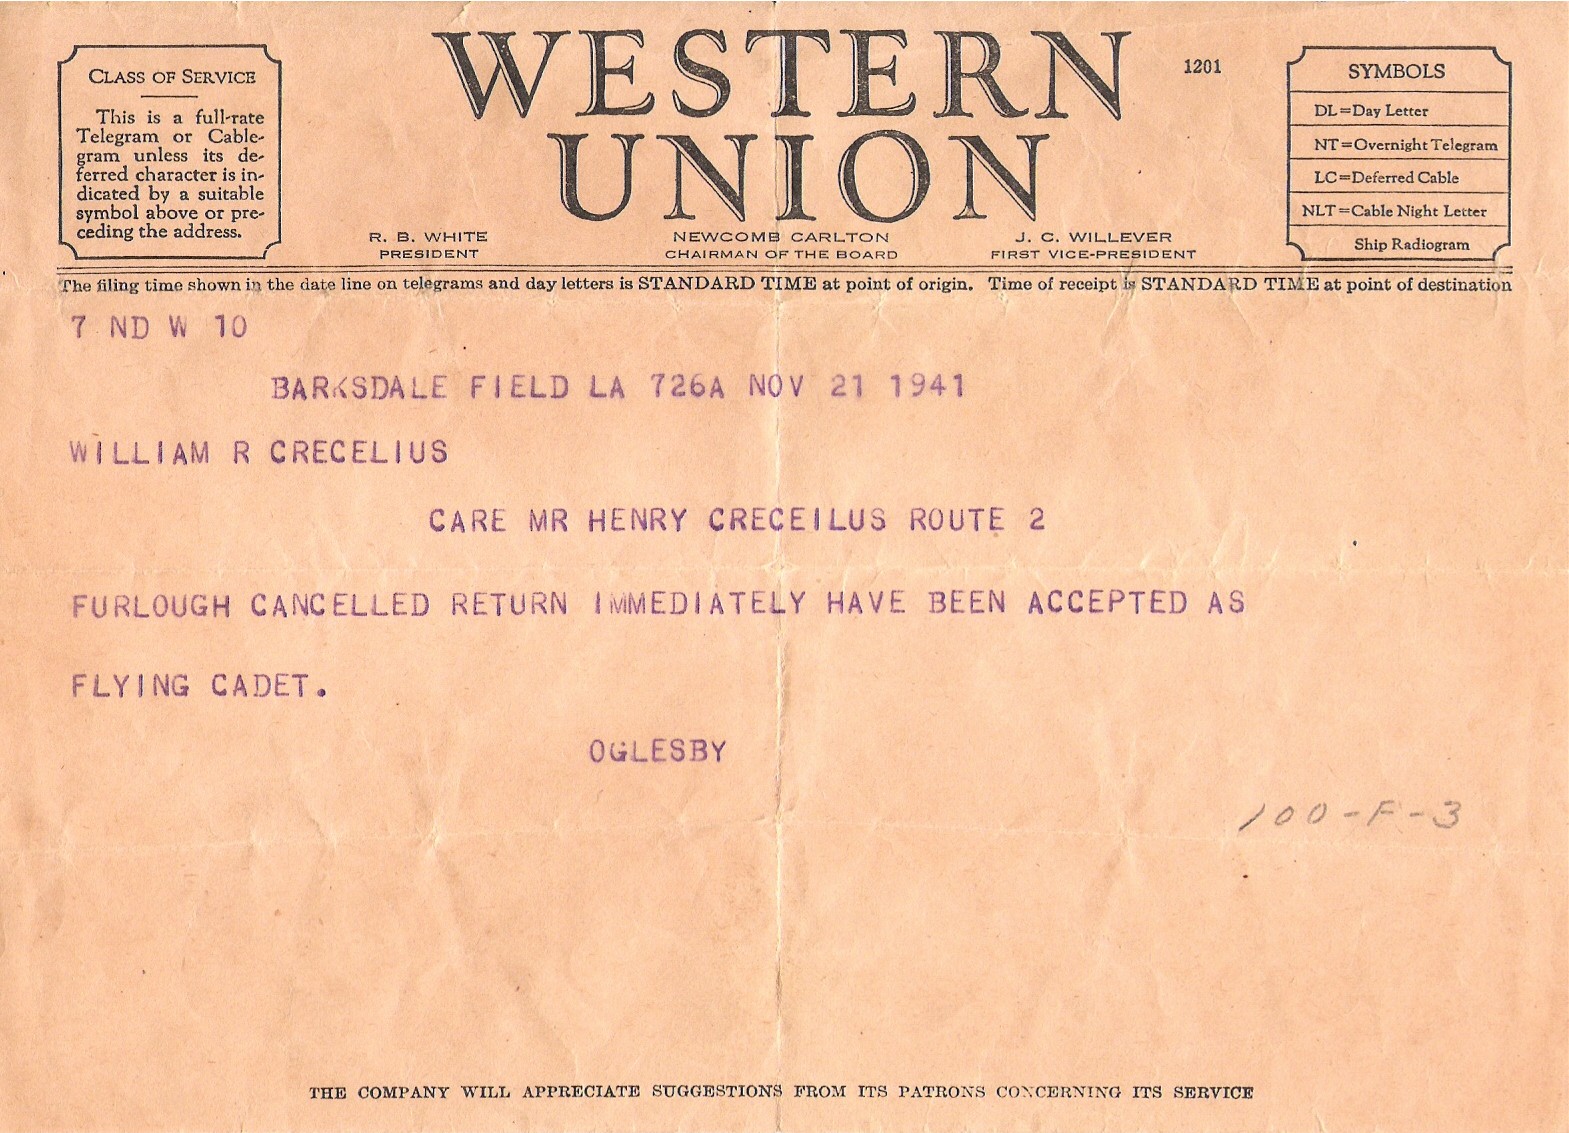 CLASS OF SERVICE
This is a full-rate
Telegram or Cable-
gram unless its de-
ferred character is in-
dicated by a suitable
symbol above or pre-
ceding the address.
WESTERN
UNION
1201
R. B. WHITE
PRESIDENT
NEWCOMB CARLTON
CHAIRMAN OF THE BOARD
J. C. WILLEVER
FIRST VICE-PRESIDENT
SYMBOLS
DL=Day Letter
NT=Overnight Telegram
LC=Deferred Cable
NLT=Cable Night Letter
Ship Radiogram
The filing time shown in the date line on telegrams and day letters is STANDARD TIME at point of origin. Time of receipt is STANDARD TIME at point of destination
7 ND W 10
BARKSDALE FIELD LA 726A NOV 21 1941
WILLIAM R CRECELIUS
CARE MR HENRY CRECEILUS ROUTE 2
FURLOUGH CANCELLED RETURN IMMEDIATELY HAVE BEEN ACCEPTED AS
FLYING CADET.
OGLESBY
100-F-3
THE COMPANY WILL APPRECIATE SUGGESTIONS FROM ITS PATRONS CONCERNING ITS SERVICE